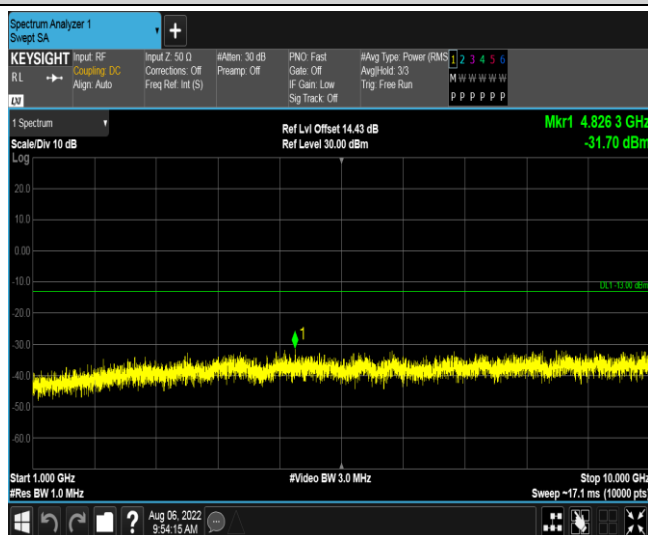 Spectrum Analyzer 1
Swept SA
+
KEYSIGHT
RL
LXI
Input: RF
Coupling: DC
Align: Auto
Input Z: 50 Ω
Corrections: Off
Freq Ref: Int (S)
#Atten: 30 dB
Preamp: Off
PNO: Fast
Gate: Off
IF Gain: Low
Sig Track: Off
#Avg Type: Power (RMS
Avg|Hold: 3/3
Trig: Free Run
1 2 3 4 5 6
M W W W W W
P P P P P P
1 Spectrum
Scale/Div 10 dB
Log
Ref Lvl Offset 14.43 dB
Ref Level 30.00 dBm
Mkr1 4.826 3 GHz
-31.70 dBm
20.0
10.0
0.00
-10.0
DL1 -13.00 dBm
-20.0
-30.0
1
-40.0
-50.0
-60.0
Start 1.000 GHz
#Res BW 1.0 MHz
#Video BW 3.0 MHz
Stop 10.000 GHz
Sweep ~17.1 ms (10000 pts)
?
Aug 06, 2022
9:54:15 AM